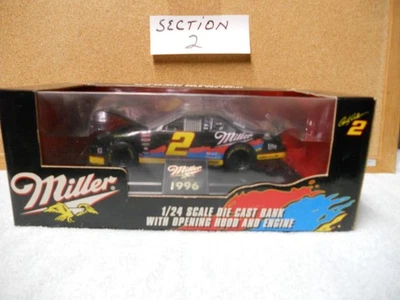 SECTION
2
2
2
Miller
Miller
1996
Miller
1/24 SCALE DIE CAST BANK
WITH OPENING HOOD AND ENGINE